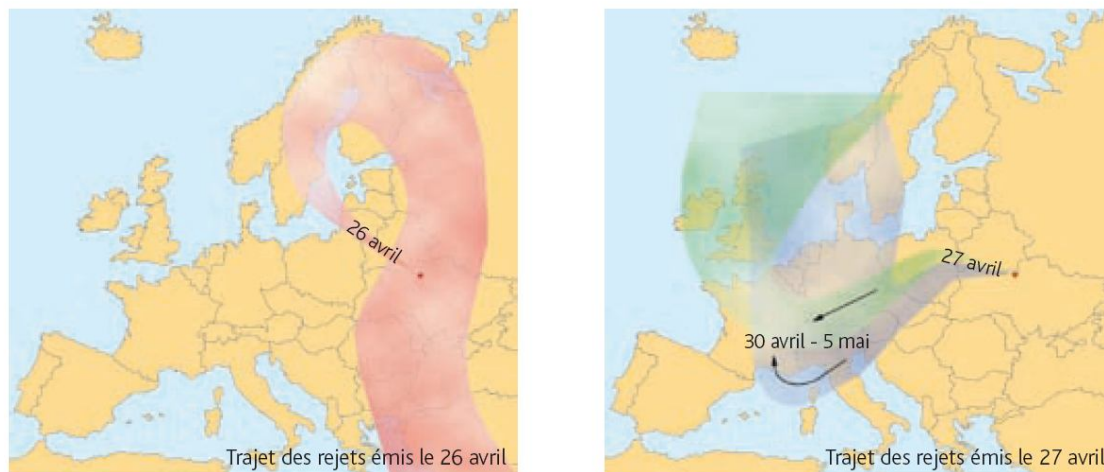 26 avril
Trajet des rejets émis le 26 avril
27 avril
30 avril - 5 mai
Trajet des rejets émis le 27 avril